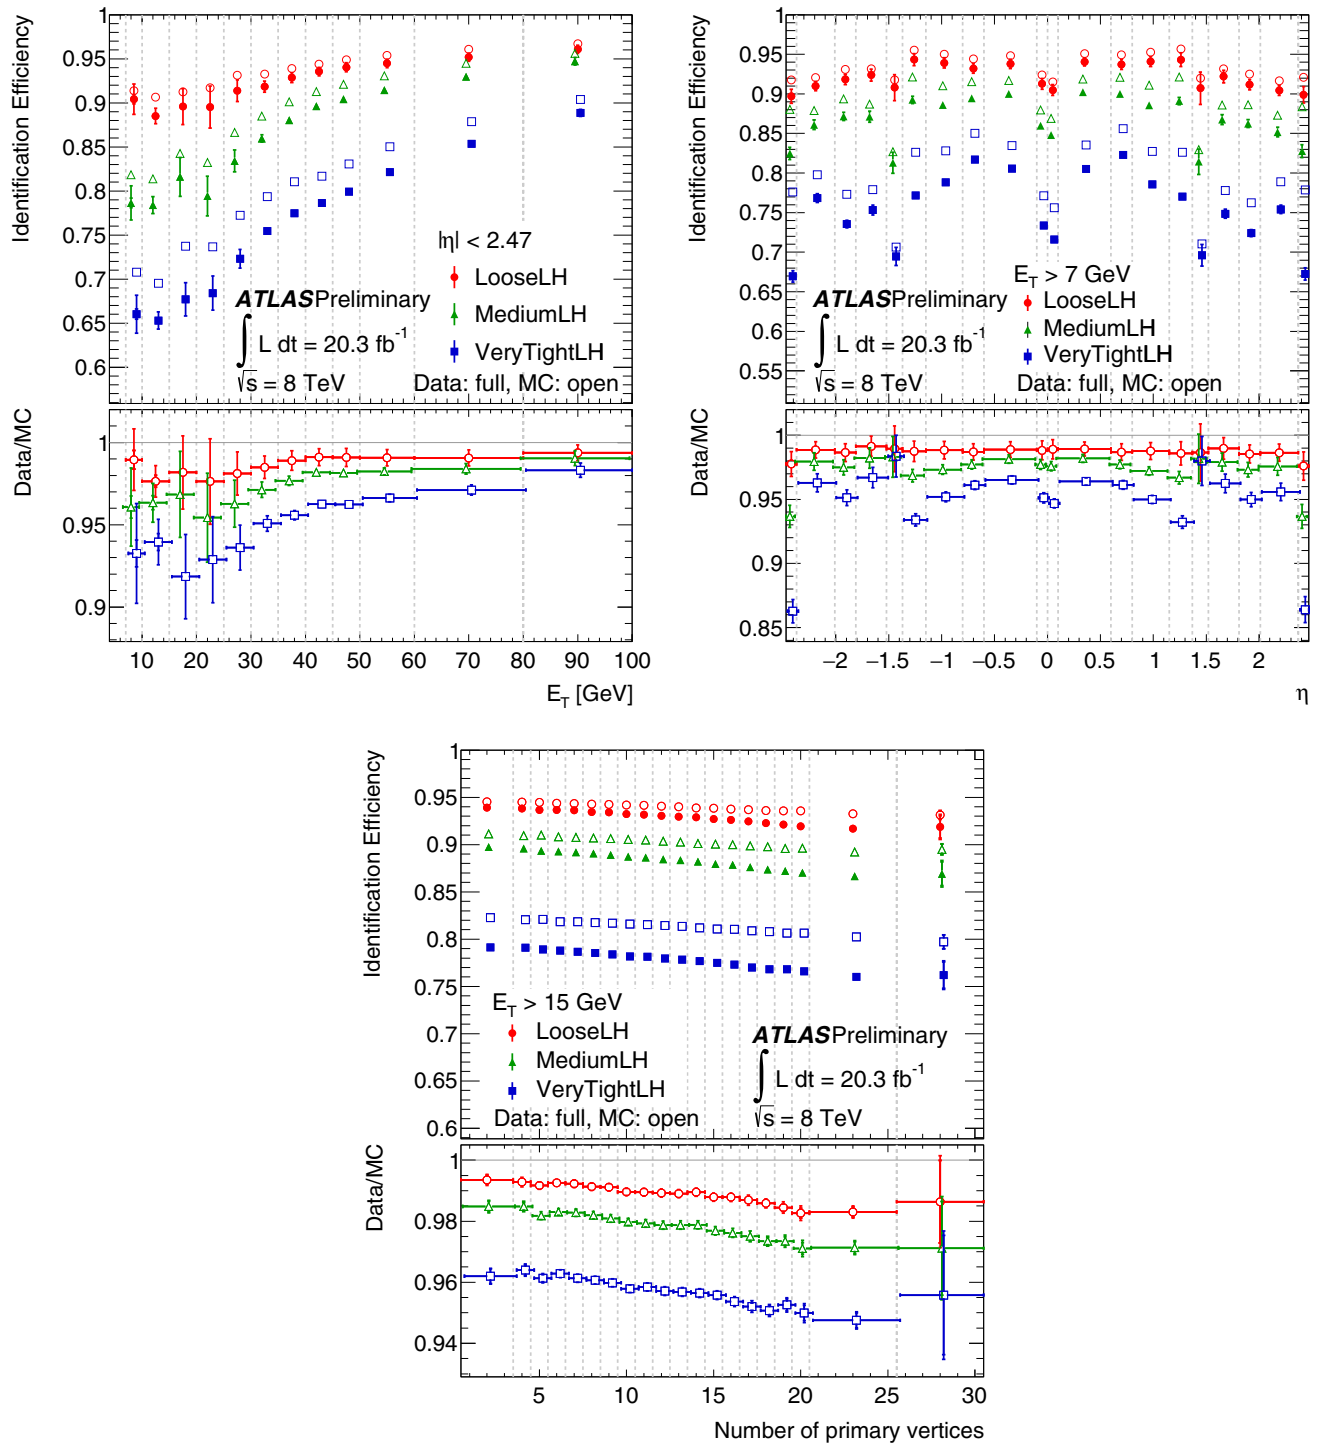 Identification Efficiency
1
0.95
0.9
0.85
0.8
0.75
0.7
0.65
0.6
|η| < 2.47
LooseLH
MediumLH
VeryTightLH
ATLAS Preliminary
∫ L dt = 20.3 fb⁻¹
√s = 8 TeV
Data: full, MC: open
Data/MC
1
0.95
0.9
10 20 30 40 50 60 70 80 90 100
E_T [GeV]
Identification Efficiency
1
0.95
0.9
0.85
0.8
0.75
0.7
0.65
0.6
0.55
E_T > 7 GeV
LooseLH
MediumLH
VeryTightLH
ATLAS Preliminary
∫ L dt = 20.3 fb⁻¹
√s = 8 TeV
Data: full, MC: open
Data/MC
1
0.95
0.9
0.85
−2 −1.5 −1 −0.5 0 0.5 1 1.5 2
η
Identification Efficiency
1
0.95
0.9
0.85
0.8
0.75
0.7
0.65
0.6
E_T > 15 GeV
LooseLH
MediumLH
VeryTightLH
Data: full, MC: open
ATLAS Preliminary
∫ L dt = 20.3 fb⁻¹
√s = 8 TeV
Data/MC
1
0.98
0.96
0.94
5 10 15 20 25 30
Number of primary vertices